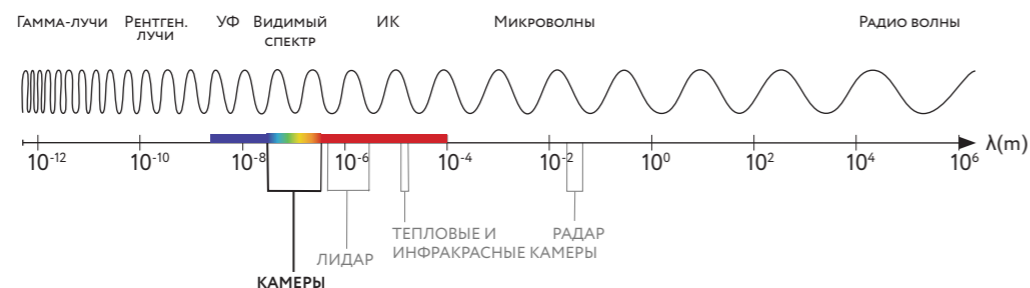 Гамма-лучи Рентген. лучи УФ Видимый спектр ИК Микроволны Радио волны
10-12 10-10 10-8 10-6 10-4 10-2 100 102 104 106 λ(m)
ТЕПЛОВЫЕ И
ИНФРАКРАСНЫЕ КАМЕРЫ
РАДАР
ЛИДАР
КАМЕРЫ